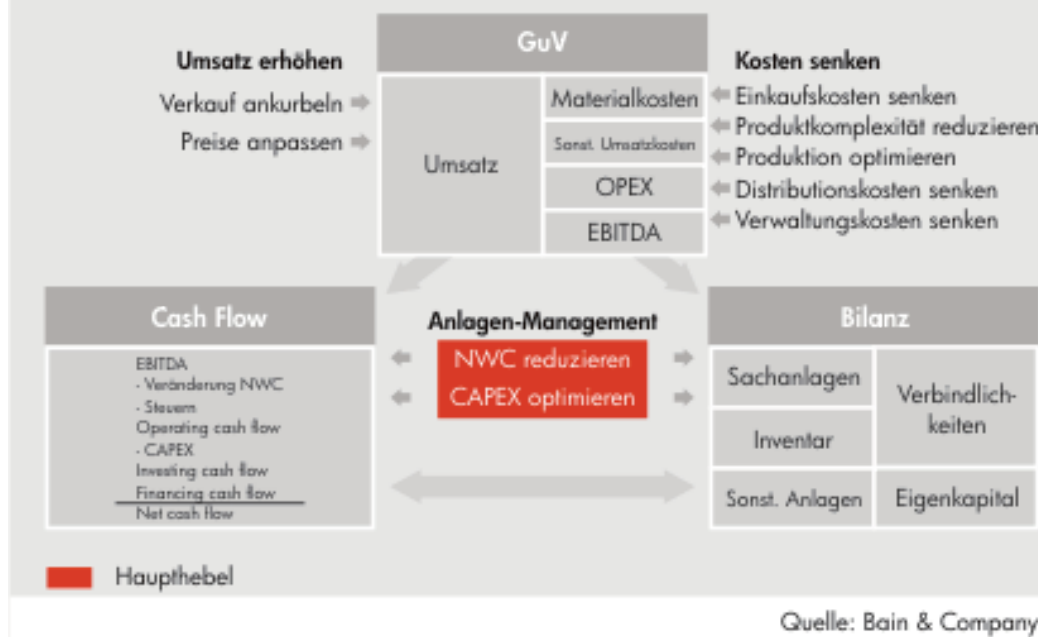 GuV
Umsatz erhöhen
Verkauf ankurbeln
Preise anpassen
Umsatz
Materialkosten
Sonst. Umsatzkosten
OPEX
EBITDA
Kosten senken
Einkaufskosten senken
Produktkomplexität reduzieren
Produktion optimieren
Distributionskosten senken
Verwaltungskosten senken
Cash Flow
EBITDA
- Veränderung NWC
- Steuern
Operating cash flow
- CAPEX
Investing cash flow
Financing cash flow
Net cash flow
Anlagen-Management
NWC reduzieren
CAPEX optimieren
Bilanz
Sachanlagen
Inventar
Sonst. Anlagen
Verbindlich-
keiten
Eigenkapital
Haupthebel
Quelle: Bain & Company